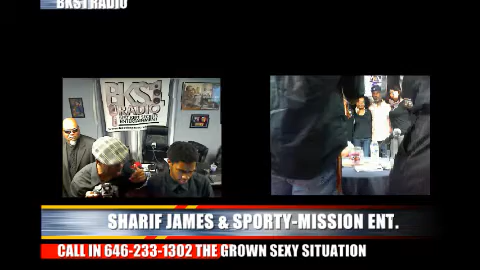 BKS1 RADIO
BKS1
RADIO
SHARIF JAMES & SPORTY-MISSION ENT.
CALL IN 646-233-1302 THE GROWN SEXY SITUATION